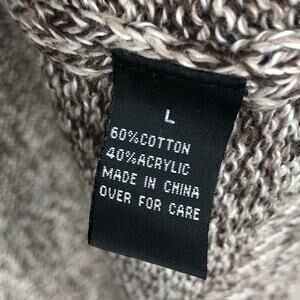 L
60%COTTON
40%ACRYLIC
MADE IN CHINA
OVER FOR CARE